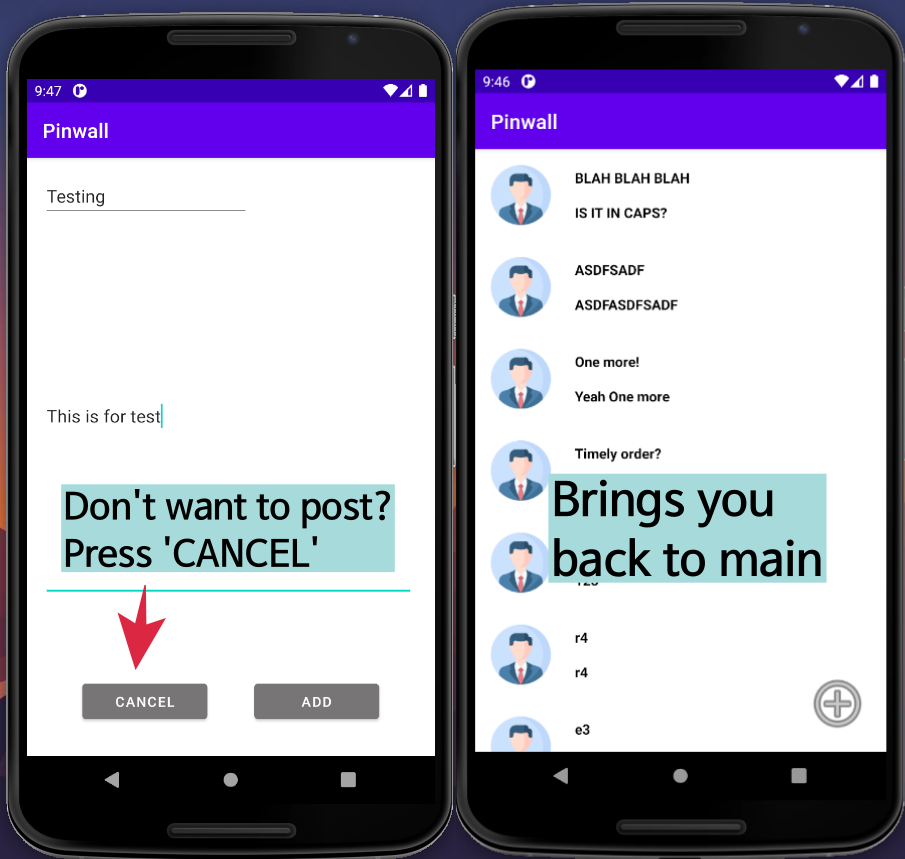 9:47
Pinwall
Testing
This is for test
Don't want to post?
Press 'CANCEL'
CANCEL
ADD
9:46
Pinwall
BLAH BLAH BLAH
IS IT IN CAPS?
ASDFSADF
ASDFASDFSADF
One more!
Yeah One more
Timely order?
Brings you
back to main
r4
r4
e3